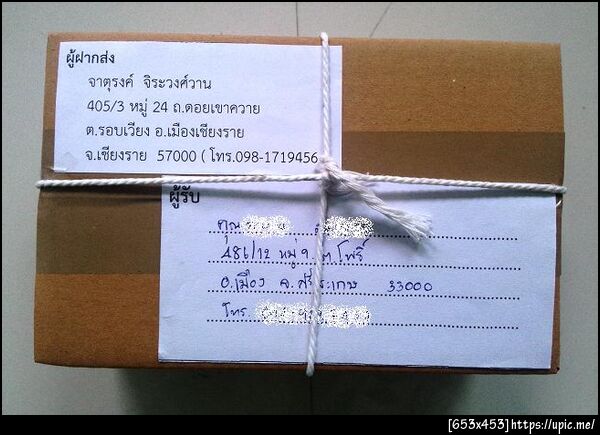 ผู้ฝากส่ง
จาตุรงค์ จิระวงศ์วาน
405/3 หมู่ 24 ถ.ดอยเขาควาย
ต.รอบเวียง อ.เมืองเชียงราย
จ.เชียงราย 57000 ( โทร.098-1719456
ผู้รับ
คุณ
หมู่ 9 ต.โพธิ์
อ.เมือง จ.ศรีสะเกษ 33000
โทร.
[653x453]https://upic.me/